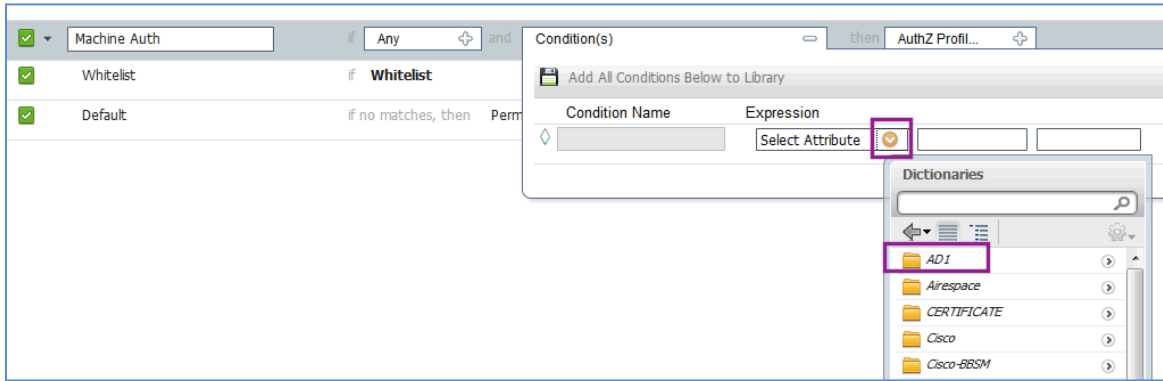 Machine Auth if Any and Condition(s) then AuthZ Profil...
Add All Conditions Below to Library
Whitelist if Whitelist
Condition Name Expression
Default if no matches, then Perm
Select Attribute
Dictionaries
AD1
Airespace
CERTIFICATE
Cisco
Cisco-BBSM